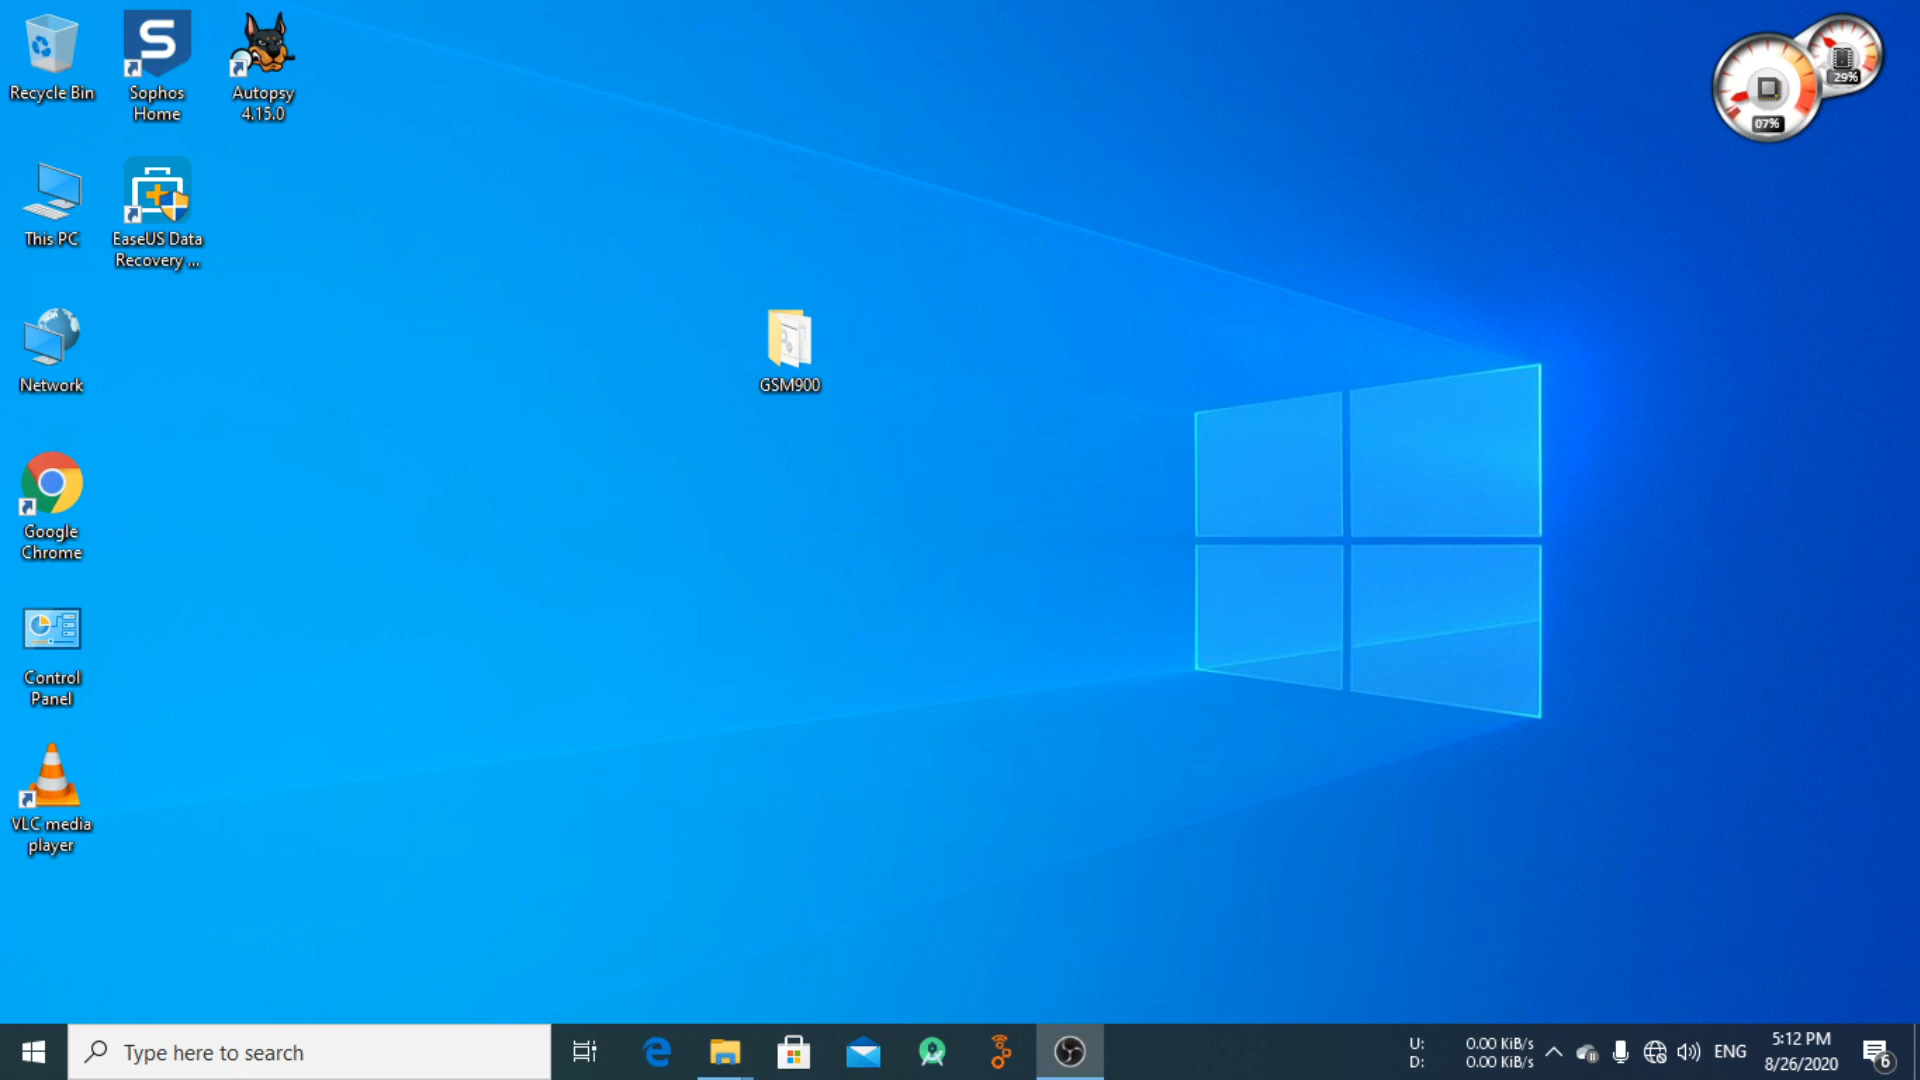 Recycle Bin
Sophos
Home
Autopsy
4.15.0
This PC
EaseUS Data
Recovery ...
Network
GSM900
Google
Chrome
Control
Panel
VLC media
player
29%
07%
Type here to search
U: 0.00 KiB/s
D: 0.00 KiB/s
ENG
5:12 PM
8/26/2020
6